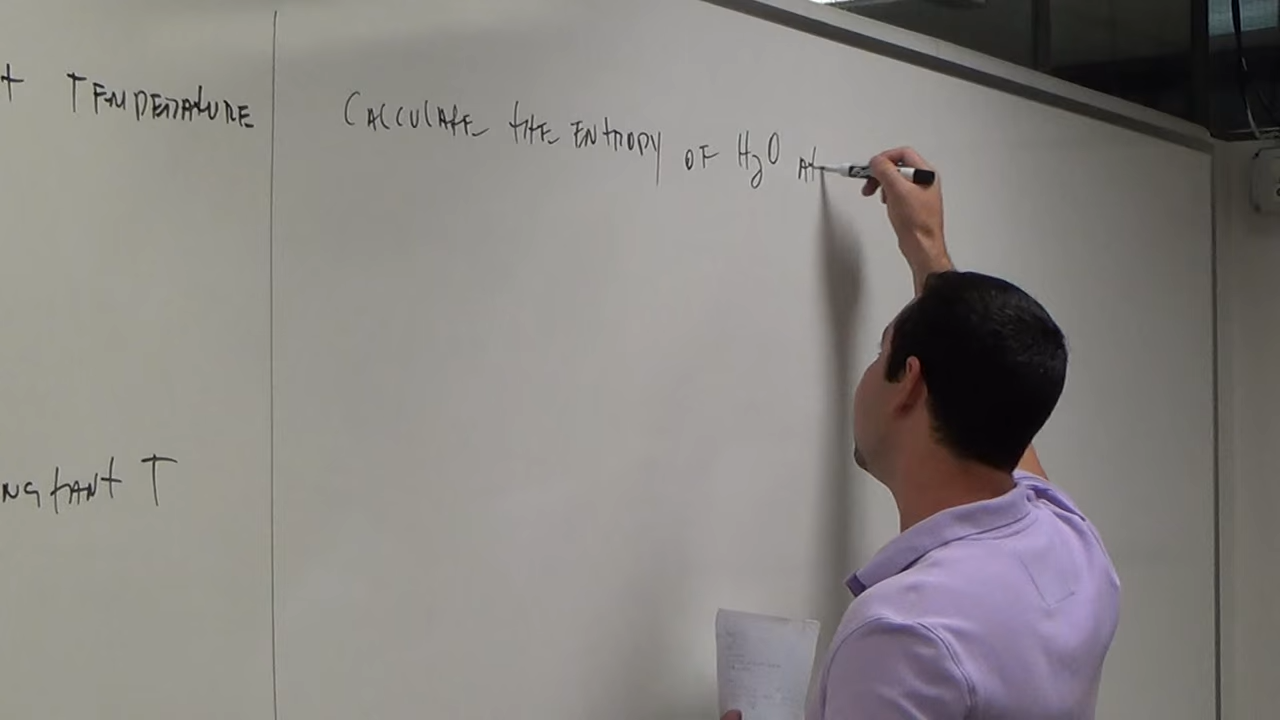 t TEMPERATURE
CALCULATE THE ENTROPY OF H2O At
NStANt T